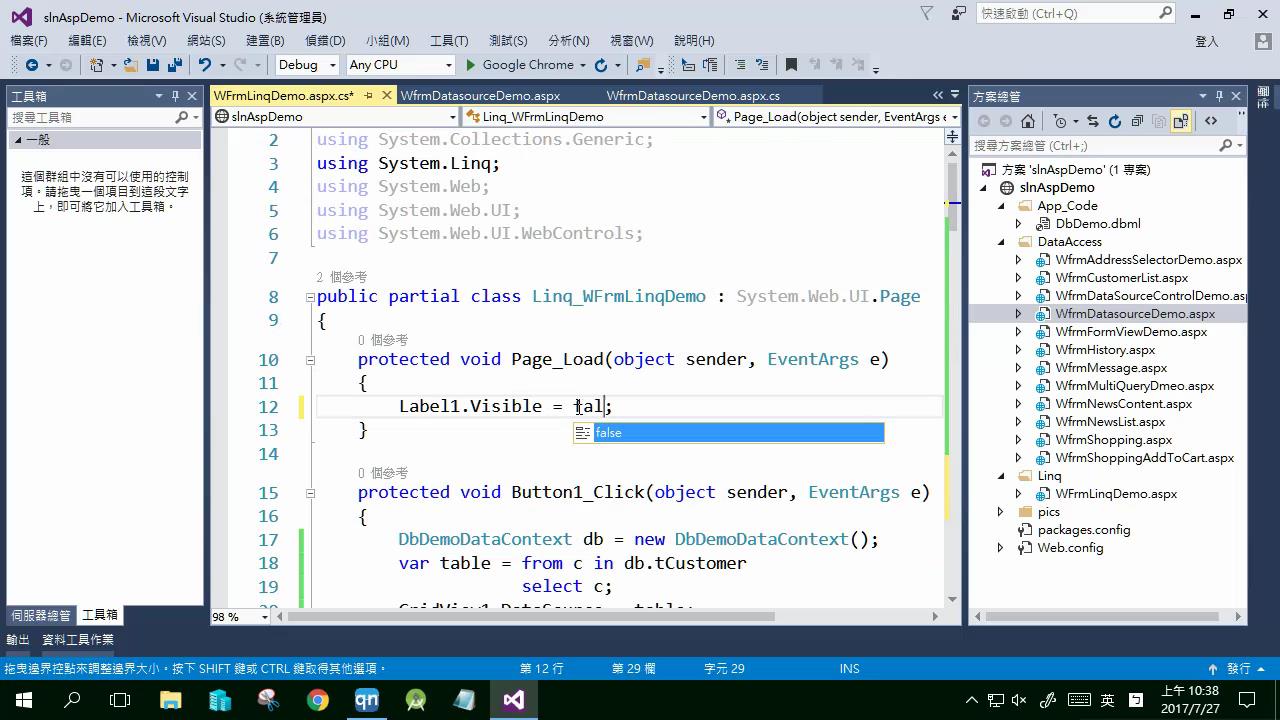 slnAspDemo - Microsoft Visual Studio (系統管理員)
快速啟動 (Ctrl+Q)
檔案(F) 編輯(E) 檢視(V) 網站(S) 建置(B) 偵錯(D) 小組(M) 工具(T) 測試(S) 分析(N) 視窗(W) 說明(H)
登入
Debug Any CPU Google Chrome
工具箱
搜尋工具箱
一般
這個群組中沒有可以使用的控制
項。請拖曳一個項目到這段文字
上，即可將它加入工具箱。
伺服器總管 工具箱
WFrmLinqDemo.aspx.cs* WfrmDatasourceDemo.aspx WfrmDatasourceDemo.aspx.cs
slnAspDemo Linq_WFrmLinqDemo Page_Load(object sender, EventArgs e
2 using System.Collections.Generic;
3 using System.Linq;
4 using System.Web;
5 using System.Web.UI;
6 using System.Web.UI.WebControls;
7
2 個參考
8 public partial class Linq_WFrmLinqDemo : System.Web.UI.Page
9 {
0 個參考
10 protected void Page_Load(object sender, EventArgs e)
11 {
12 Label1.Visible = fal;
false
13 }
14
0 個參考
15 protected void Button1_Click(object sender, EventArgs e)
16 {
17 DbDemoDataContext db = new DbDemoDataContext();
18 var table = from c in db.tCustomer
19 select c;
98 %
方案總管
搜尋方案總管 (Ctrl+;)
方案 'slnAspDemo' (1 專案)
slnAspDemo
App_Code
DbDemo.dbml
DataAccess
WfrmAddressSelectorDemo.aspx
WfrmCustomerList.aspx
WfrmDataSourceControlDemo.asp
WfrmDatasourceDemo.aspx
WfrmFormViewDemo.aspx
WfrmHistory.aspx
WfrmMessage.aspx
WfrmMultiQueryDmeo.aspx
WfrmNewsContent.aspx
WfrmNewsList.aspx
WfrmShopping.aspx
WfrmShoppingAddToCart.aspx
Linq
WFrmLinqDemo.aspx
pics
packages.config
Web.config
輸出 資料工具作業
拖曳邊界控點來調整邊界大小。按下 SHIFT 鍵或 CTRL 鍵取得其他選項。 第 12 行 第 29 欄 字元 29 INS 發行
qn
英
上午 10:38
2017/7/27